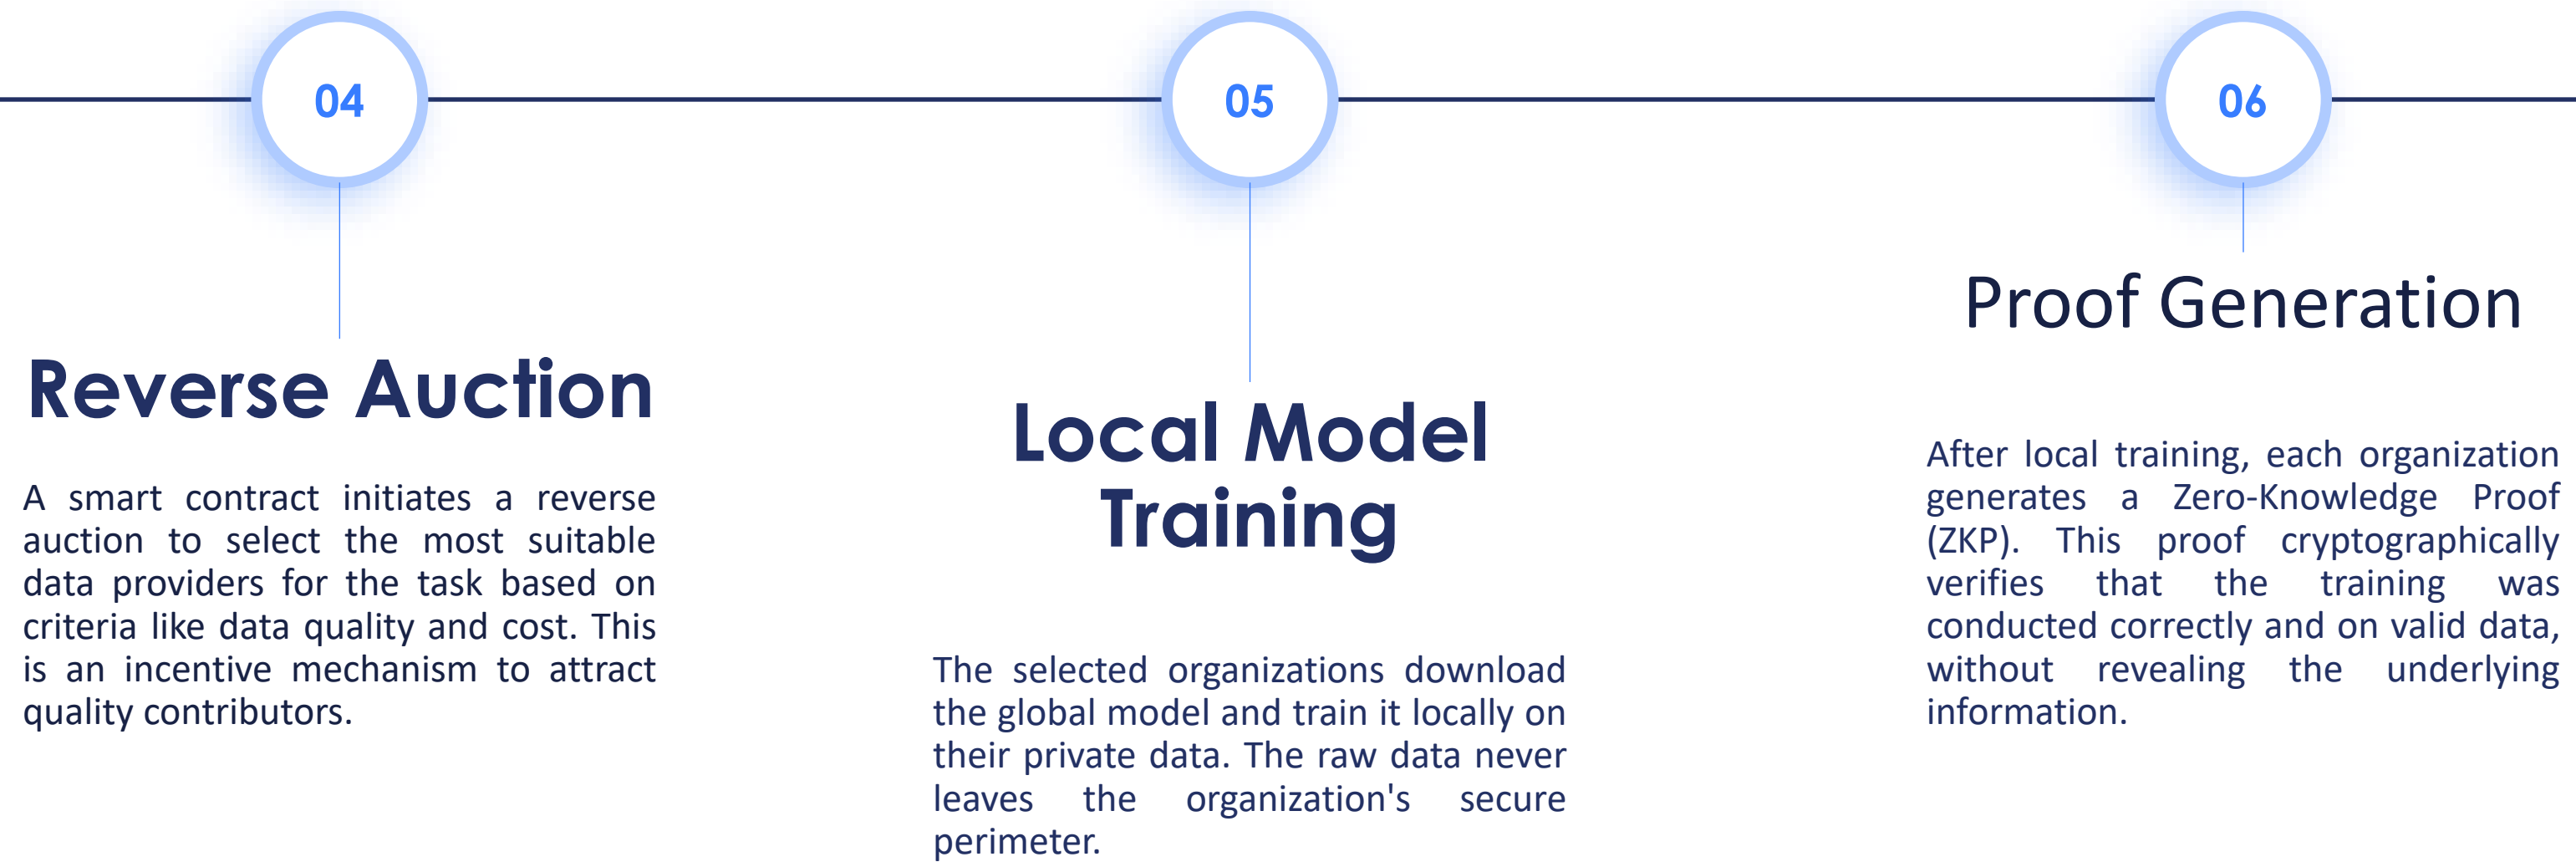 04
Reverse Auction
A smart contract initiates a reverse
auction to select the most suitable
data providers for the task based on
criteria like data quality and cost. This
is an incentive mechanism to attract
quality contributors.
05
Local Model
Training
The selected organizations download
the global model and train it locally on
their private data. The raw data never
leaves the organization's secure
perimeter.
06
Proof Generation
After local training, each organization
generates a Zero-Knowledge Proof
(ZKP). This proof cryptographically
verifies that the training was
conducted correctly and on valid data,
without revealing the underlying
information.